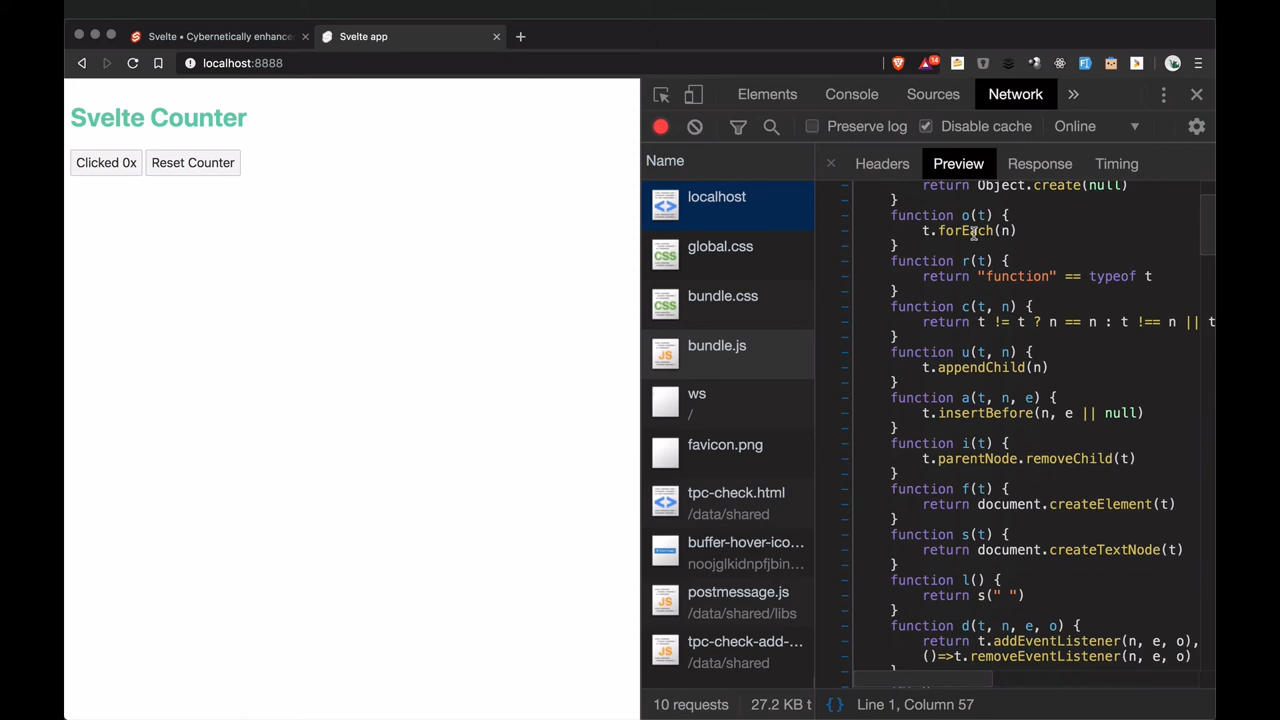 Svelte • Cybernetically enhance
Svelte app
localhost:8888
14
Svelte Counter
Clicked 0x
Reset Counter
Elements
Console
Sources
Network
Preserve log
Disable cache
Online
Name
localhost
global.css
bundle.css
bundle.js
ws
/
favicon.png
tpc-check.html
/data/shared
buffer-hover-ico...
noojglkidnpfjbin...
postmessage.js
/data/shared/libs
tpc-check-add-...
/data/shared
10 requests
27.2 KB t
Headers
Preview
Response
Timing
return Object.create(null)
}
function o(t) {
t.forEach(n)
}
function r(t) {
return "function" == typeof t
}
function c(t, n) {
return t != t ? n == n : t !== n || t
}
function u(t, n) {
t.appendChild(n)
}
function a(t, n, e) {
t.insertBefore(n, e || null)
}
function i(t) {
t.parentNode.removeChild(t)
}
function f(t) {
return document.createElement(t)
}
function s(t) {
return document.createTextNode(t)
}
function l() {
return s(" ")
}
function d(t, n, e, o) {
return t.addEventListener(n, e, o),
()=>t.removeEventListener(n, e, o)
{} Line 1, Column 57